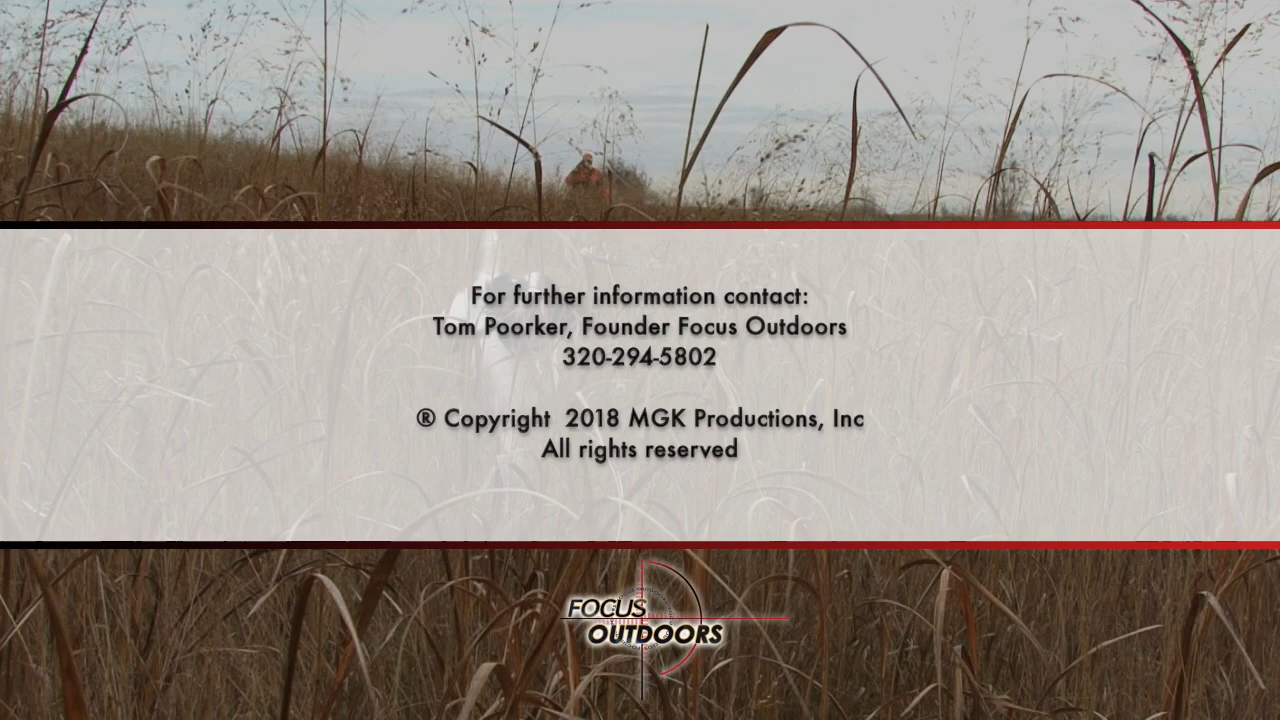 For further information contact:
Tom Poorker, Founder Focus Outdoors
320-294-5802
® Copyright  2018 MGK Productions, Inc
All rights reserved
FOCUS
OUTDOORS